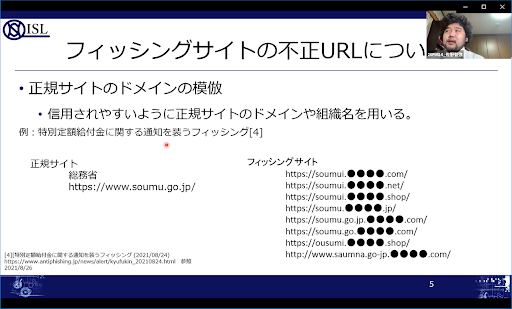 ISL
フィッシングサイトの不正URLについ
• 正規サイトのドメインの模倣
• 信用されやすいように正規サイトのドメインや組織名を用いる。
例：特別定額給付金に関する通知を装うフィッシング[4]
正規サイト
総務省
https://www.soumu.go.jp/
フィッシングサイト
https://soumui.●●●●.com/
https://soumui.●●●●.net/
https://soumui.●●●●.shop/
https://soumu.●●●●.jp/
https://soumu.go.jp.●●●●.com/
https://soumu.go.●●●●.com/
https://ousumi.●●●●.shop/
http://www.saumna.go-jp.●●●●.com/
[4]特別定額給付金に関する通知を装うフィッシング (2021/08/24)
https://www.antiphishing.jp/news/alert/kyufukin_20210824.html 参照
2021/8/26
5